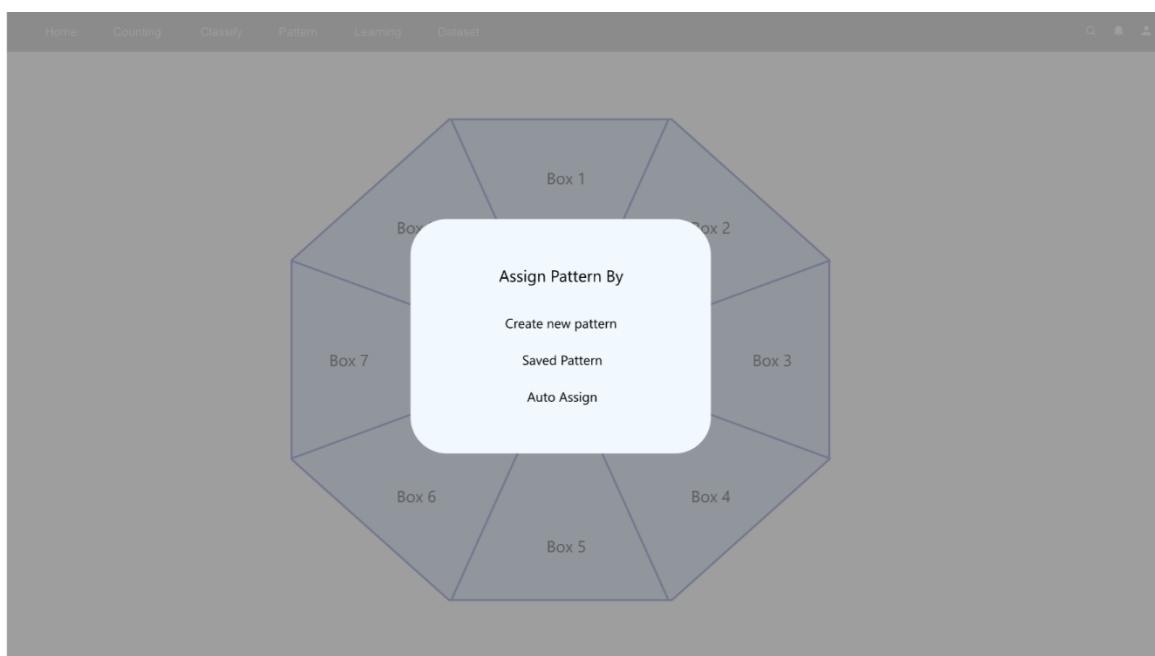 Home Counting Classify Pattern Learning Dataset
Box 1
Box
Box 2
Assign Pattern By
Create new pattern
Box 7
Saved Pattern
Box 3
Auto Assign
Box 6
Box 4
Box 5